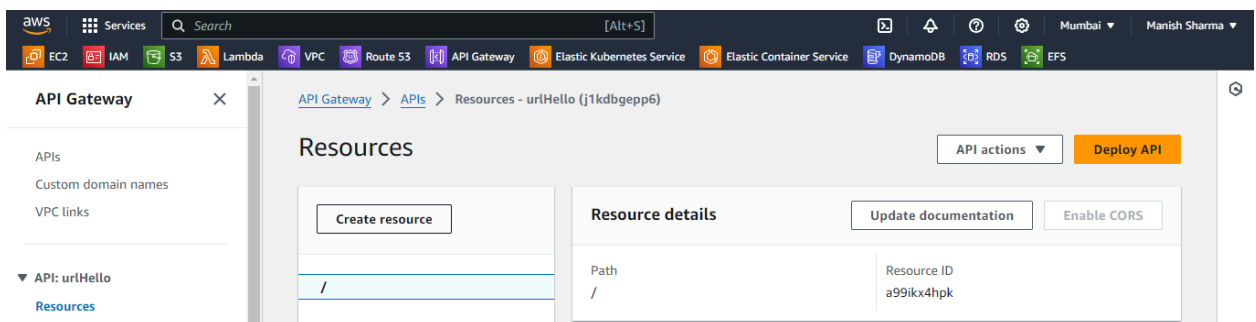 aws Services Search [Alt+S] Mumbai ▼ Manish Sharma ▼
EC2 IAM S3 Lambda VPC Route 53 API Gateway Elastic Kubernetes Service Elastic Container Service DynamoDB RDS EFS
API Gateway
APIs
Custom domain names
VPC links
▼ API: urlHello
Resources
API Gateway > APIs > Resources - urlHello (j1kdbgepp6)
Resources
API actions ▼ Deploy API
Create resource
/
Resource details
Update documentation Enable CORS
Path
/
Resource ID
a99ikx4hpk